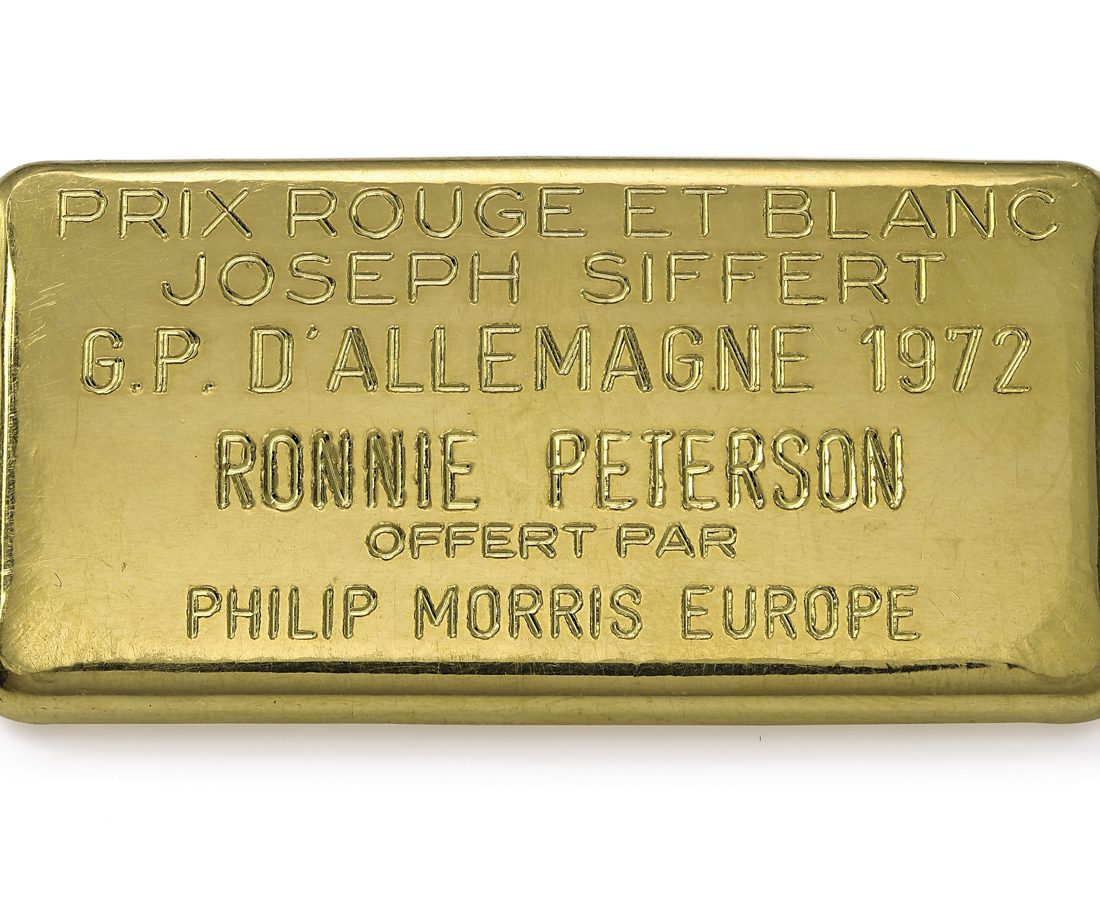 PRIX ROUGE ET BLANC
JOSEPH SIFFERT
G.P. D'ALLEMAGNE 1972
RONNIE PETERSON
OFFERT PAR
PHILIP MORRIS EUROPE